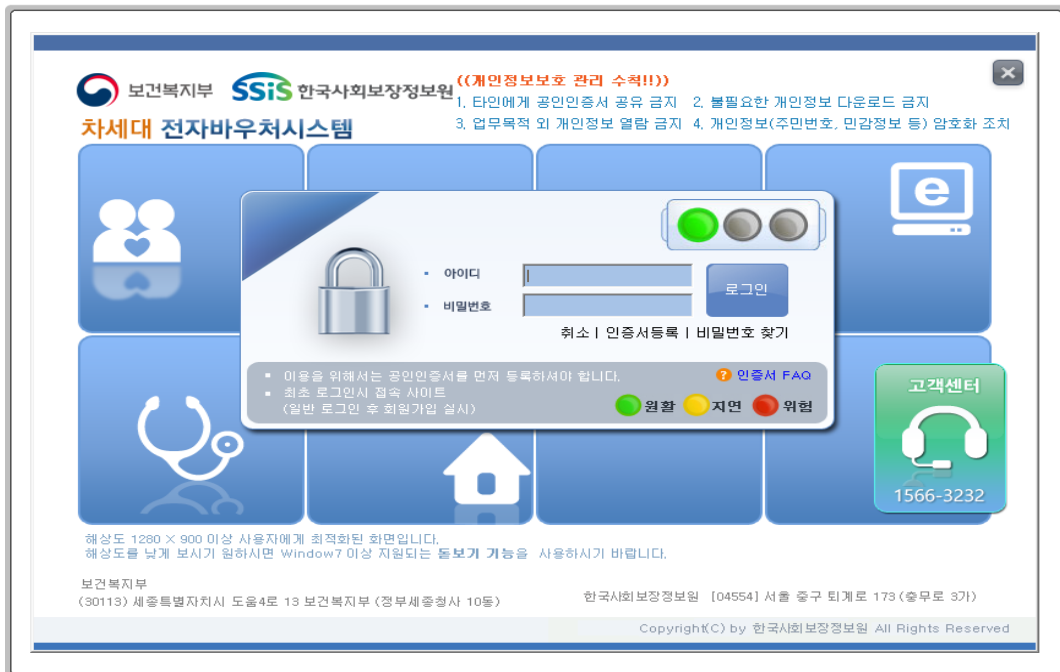 보건복지부 SSiS 한국사회보장정보원
((개인정보보호 관리 수칙!!))
1. 타인에게 공인인증서 공유 금지 2. 불필요한 개인정보 다운로드 금지
3. 업무목적 외 개인정보 열람 금지 4. 개인정보(주민번호, 민감정보 등) 암호화 조치
차세대 전자바우처시스템
e
아이디
비밀번호
로그인
취소 | 인증서등록 | 비밀번호 찾기
이용을 위해서는 공인인증서를 먼저 등록하셔야 합니다.
? 인증서 FAQ
최초 로그인시 접속 사이트
(일반 로그인 후 회원가입 실시)
원활 지연 위험
고객센터
1566-3232
해상도 1280 X 900 이상 사용자에게 최적화된 화면입니다.
해상도를 낮게 보시기 원하시면 Window7 이상 지원되는 돋보기 기능을 사용하시기 바랍니다.
보건복지부
(30113) 세종특별자치시 도움4로 13 보건복지부 (정부세종청사 10동)
한국사회보장정보원 [04554] 서울 중구 퇴계로 173 (충무로 3가)
Copyright(C) by 한국사회보장정보원 All Rights Reserved